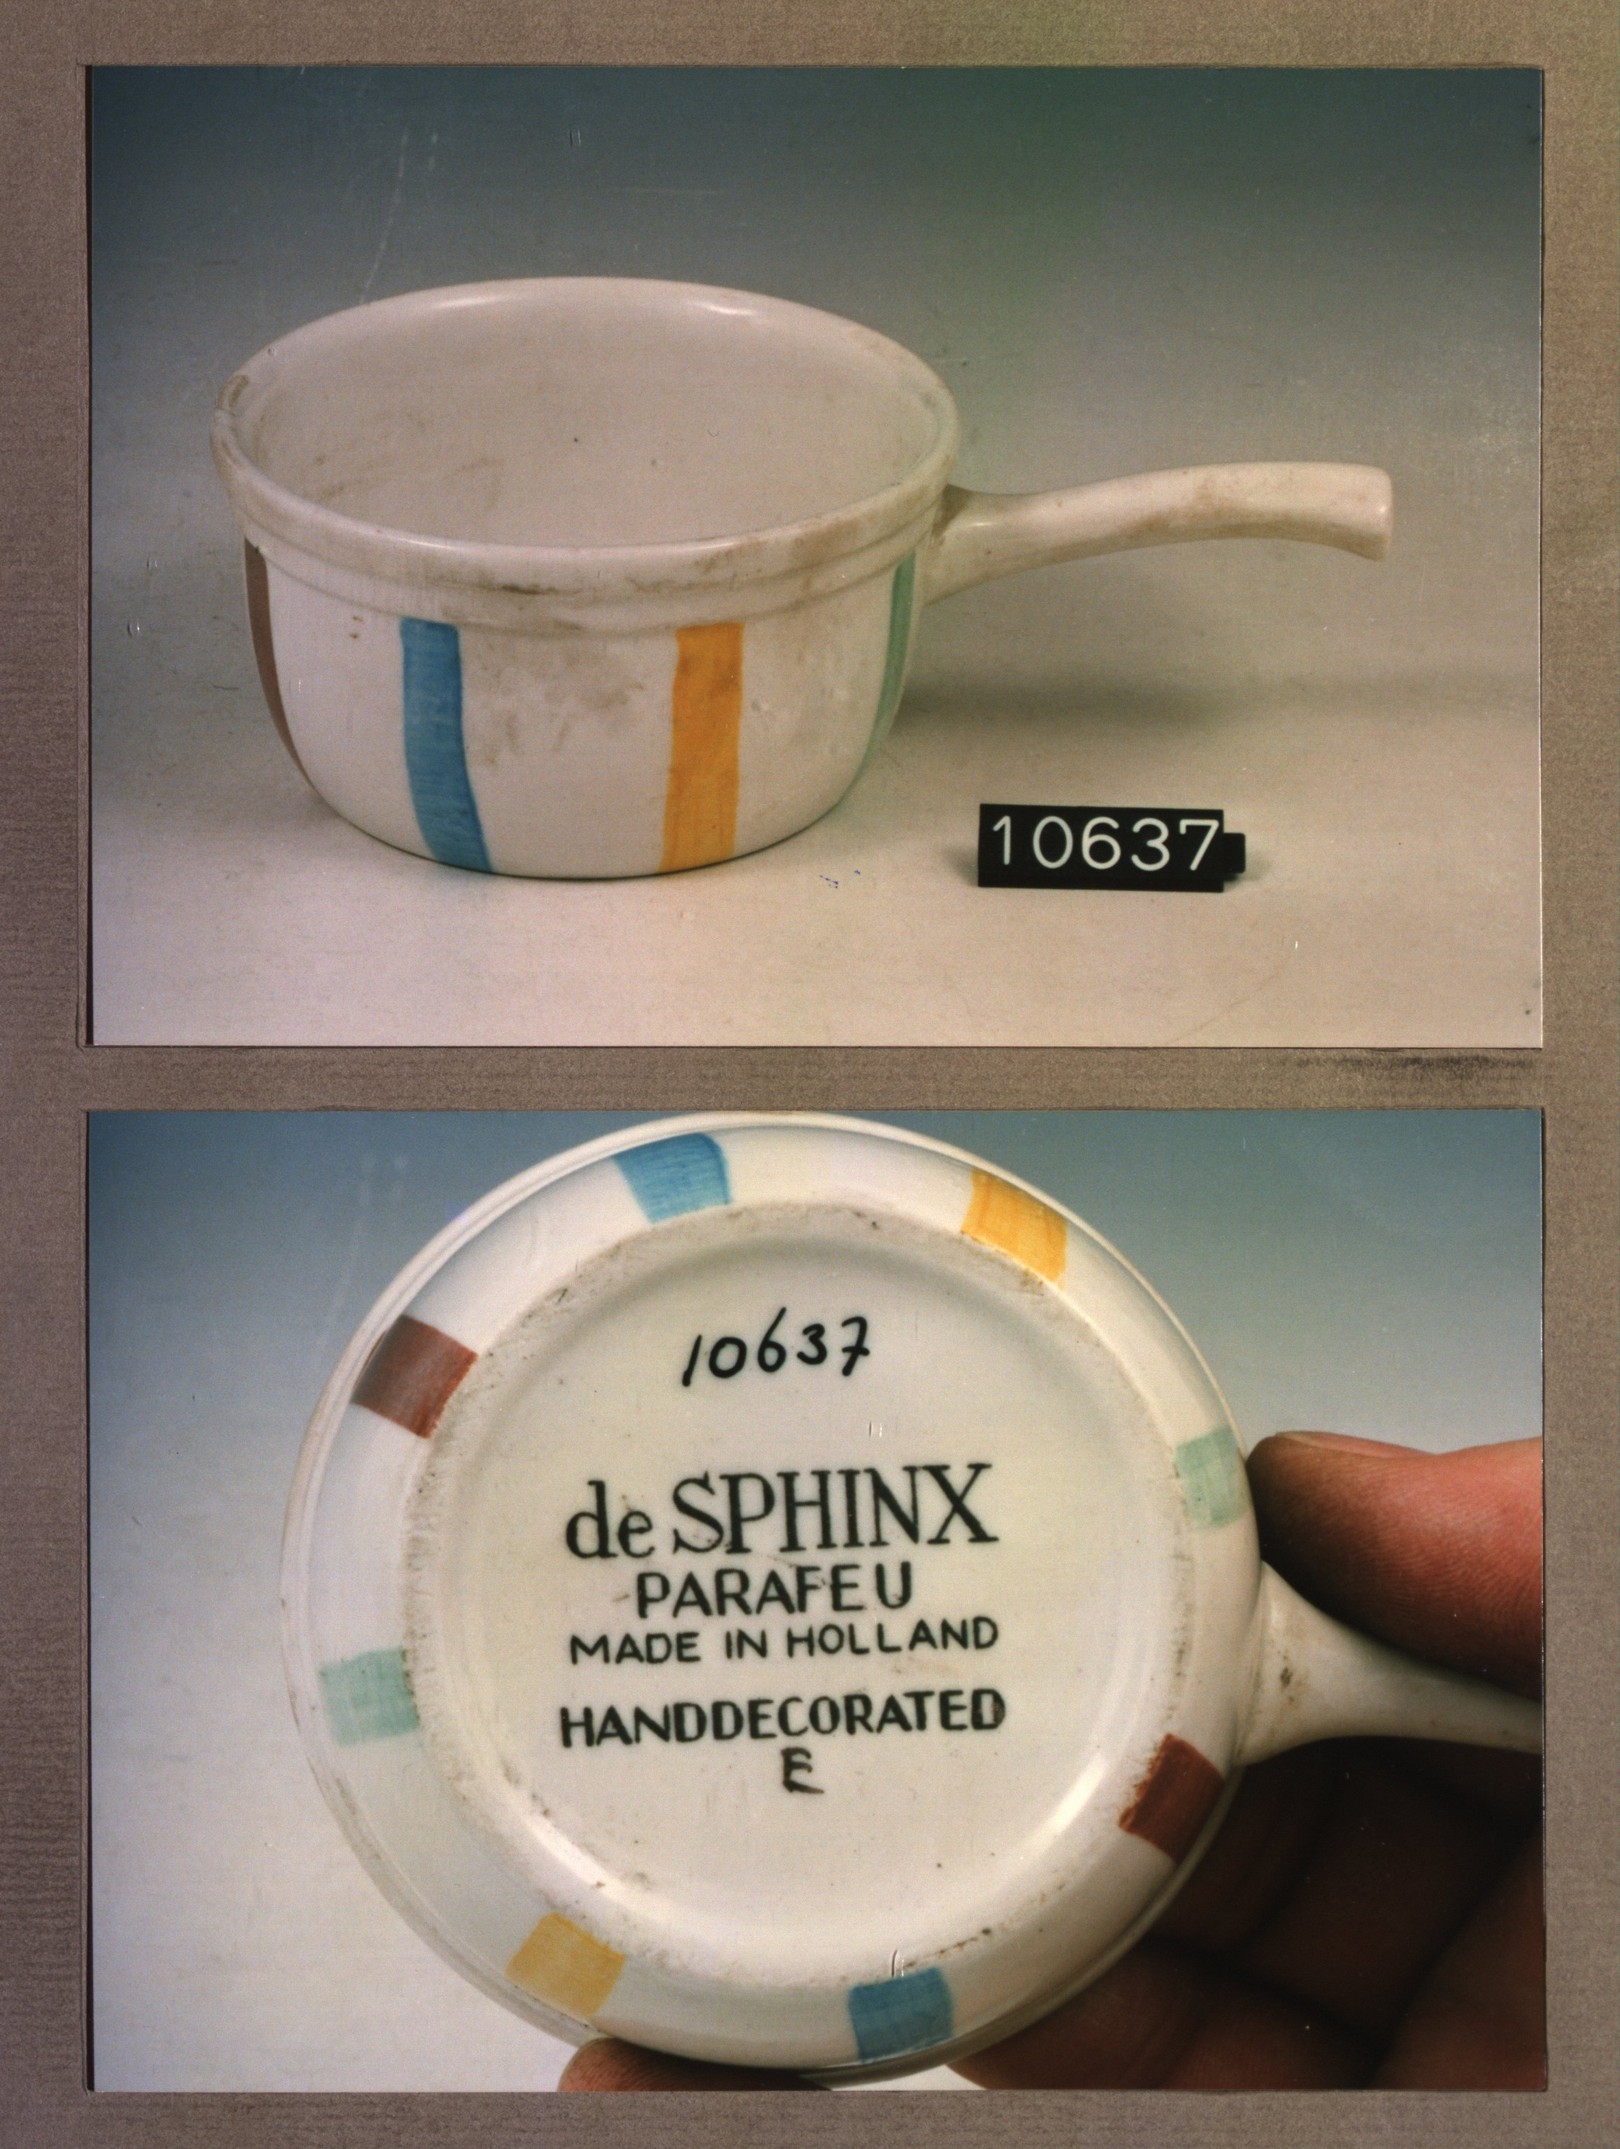 10637
10637
de SPHINX
PARAFEU
MADE IN HOLLAND
HANDDECORATED
E